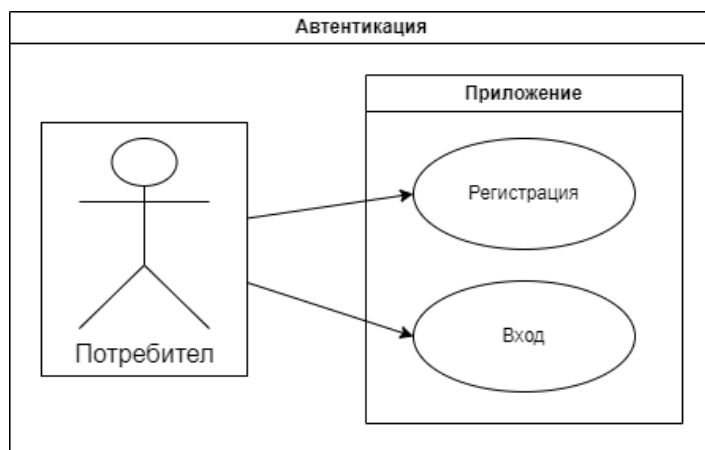 Автентикация
Приложение
Регистрация
Потребител
Вход